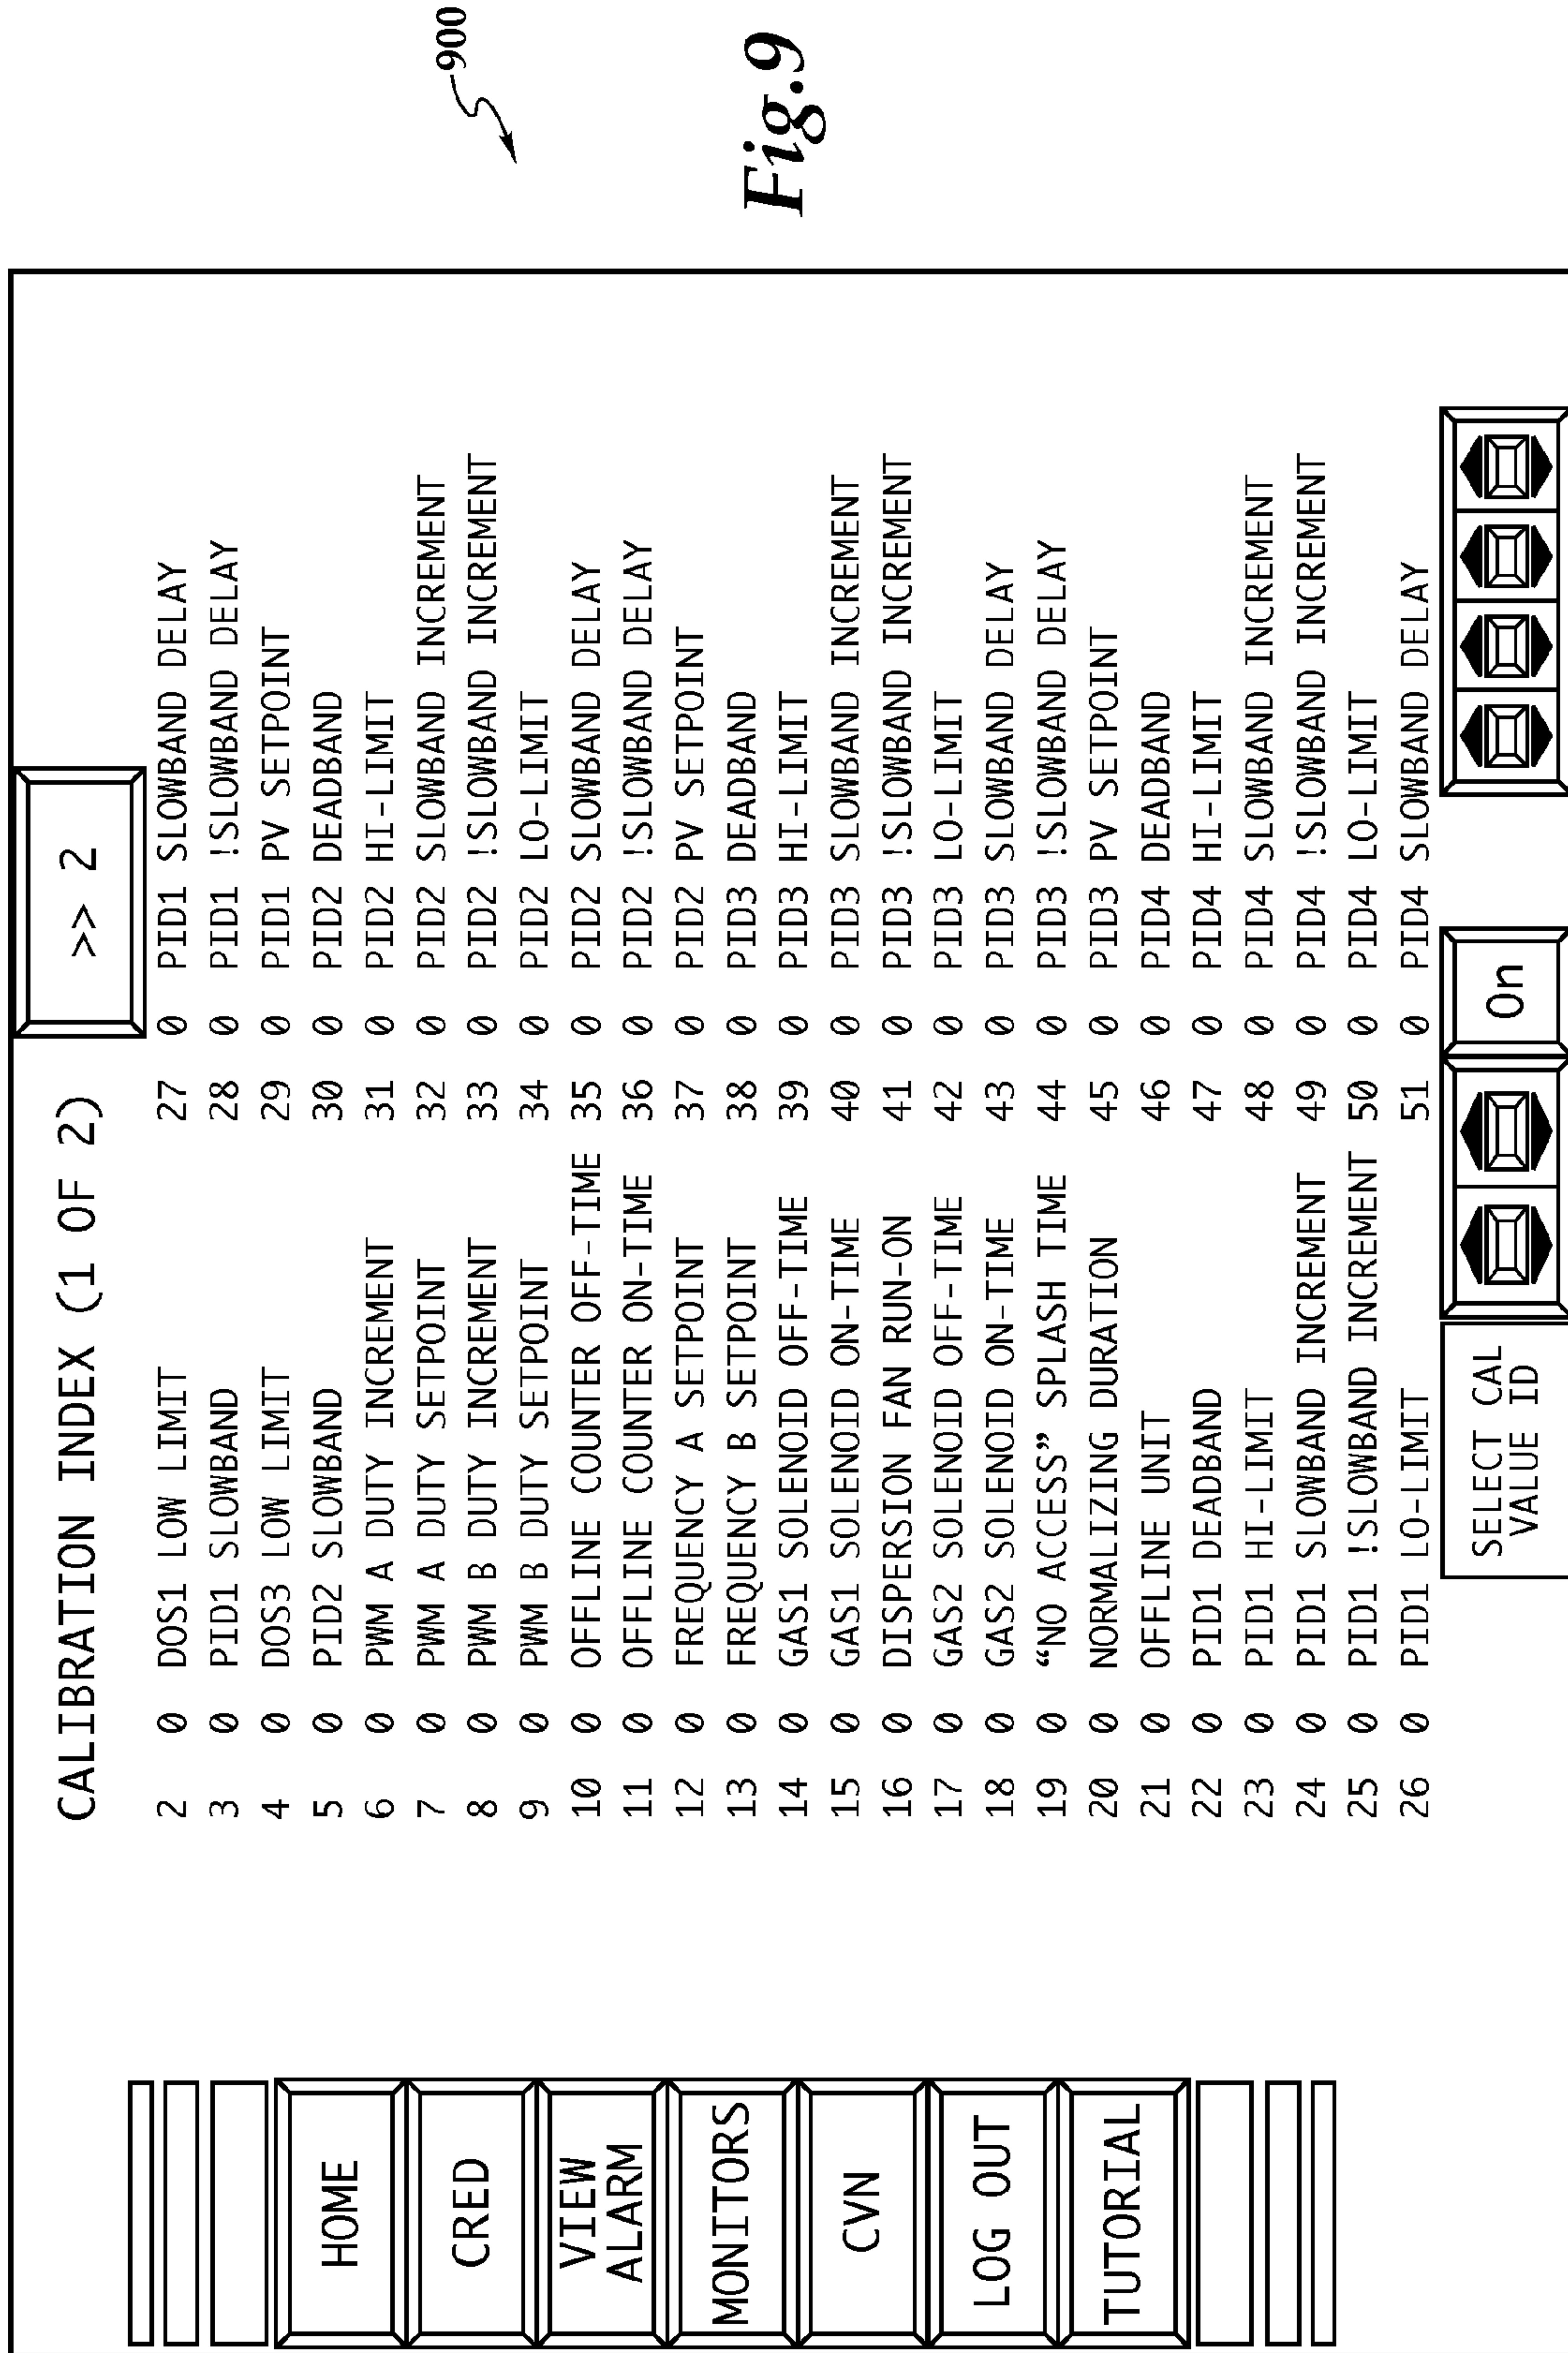 CALIBRATION INDEX (1 OF 2)
>> 2
HOME
CRED
VIEW
ALARM
MONITORS
CVN
LOG OUT
TUTORIAL
2 0 DOS1 LOW LIMIT
3 0 PID1 SLOWBAND
4 0 DOS3 LOW LIMIT
5 0 PID2 SLOWBAND
6 0 PWM A DUTY INCREMENT
7 0 PWM A DUTY SETPOINT
8 0 PWM B DUTY INCREMENT
9 0 PWM B DUTY SETPOINT
10 0 OFFLINE COUNTER OFF-TIME
11 0 OFFLINE COUNTER ON-TIME
12 0 FREQUENCY A SETPOINT
13 0 FREQUENCY B SETPOINT
14 0 GAS1 SOLENOID OFF-TIME
15 0 GAS1 SOLENOID ON-TIME
16 0 DISPERSION FAN RUN-ON
17 0 GAS2 SOLENOID OFF-TIME
18 0 GAS2 SOLENOID ON-TIME
19 0 “NO ACCESS” SPLASH TIME
20 0 NORMALIZING DURATION
21 0 OFFLINE UNIT
22 0 PID1 DEADBAND
23 0 PID1 HI-LIMIT
24 0 PID1 SLOWBAND INCREMENT
25 0 PID1 !SLOWBAND INCREMENT
26 0 PID1 LO-LIMIT
27 0 PID1 SLOWBAND DELAY
28 0 PID1 !SLOWBAND DELAY
29 0 PID1 PV SETPOINT
30 0 PID2 DEADBAND
31 0 PID2 HI-LIMIT
32 0 PID2 SLOWBAND INCREMENT
33 0 PID2 !SLOWBAND INCREMENT
34 0 PID2 LO-LIMIT
35 0 PID2 SLOWBAND DELAY
36 0 PID2 !SLOWBAND DELAY
37 0 PID2 PV SETPOINT
38 0 PID3 DEADBAND
39 0 PID3 HI-LIMIT
40 0 PID3 SLOWBAND INCREMENT
41 0 PID3 !SLOWBAND INCREMENT
42 0 PID3 LO-LIMIT
43 0 PID3 SLOWBAND DELAY
44 0 PID3 !SLOWBAND DELAY
45 0 PID3 PV SETPOINT
46 0 PID4 DEADBAND
47 0 PID4 HI-LIMIT
48 0 PID4 SLOWBAND INCREMENT
49 0 PID4 !SLOWBAND INCREMENT
50 0 PID4 LO-LIMIT
51 0 PID4 SLOWBAND DELAY
SELECT CAL
VALUE ID
On
900
Fig.9